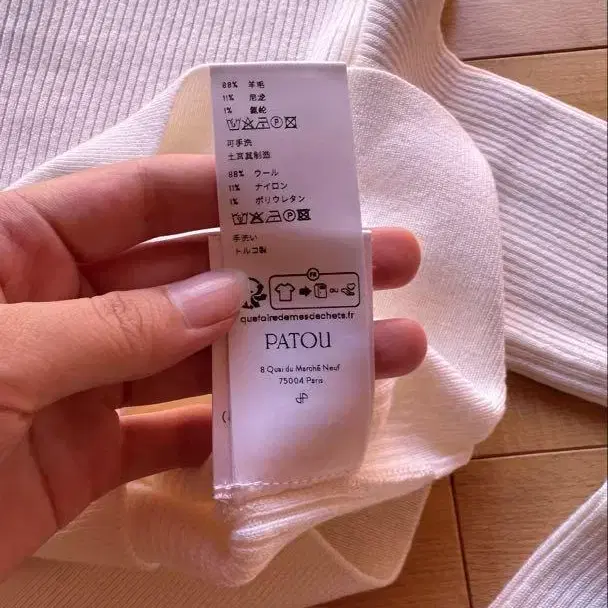 88% 羊毛
11% 尼龙
1% 氨纶
可手洗
土耳其制造
88% ウール
11% ナイロン
1% ポリウレタン
手洗い
トルコ製
FR
OU
quefairedemesdechets.fr
PATOU
8 Quai du Marché Neuf
75004 Paris